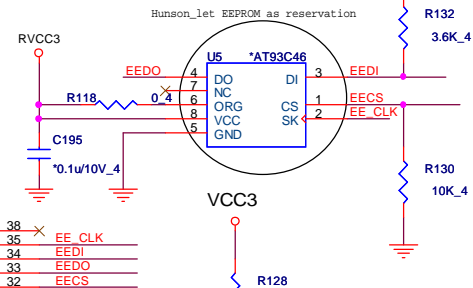 Hunson_let EEPROM as reservation
R132
3.6K_4
RVCC3
U5 *AT93C46
EEDO 4 DO DI 3 EEDI
7 NC
R118 0_4 6 ORG CS 1 EECS
8 VCC SK 2 EE_CLK
5 GND
C195
*0.1u/10V_4
R130
10K_4
VCC3
38
35 EE_CLK
34 EEDI
33 EEDO
32 EECS
R128